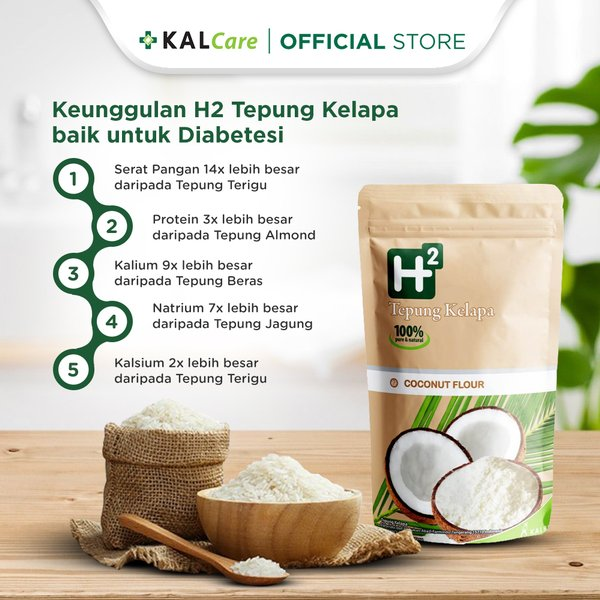 KALCare | OFFICIAL STORE
Keunggulan H2 Tepung Kelapa
baik untuk Diabetesi
1
Serat Pangan 14x lebih besar
daripada Tepung Terigu
2
Protein 3x lebih besar
daripada Tepung Almond
3
Kalium 9x lebih besar
daripada Tepung Beras
4
Natrium 7x lebih besar
daripada Tepung Jagung
5
Kalsium 2x lebih besar
daripada Tepung Terigu
H2
Tepung Kelapa
100%
pure & natural
COCONUT FLOUR